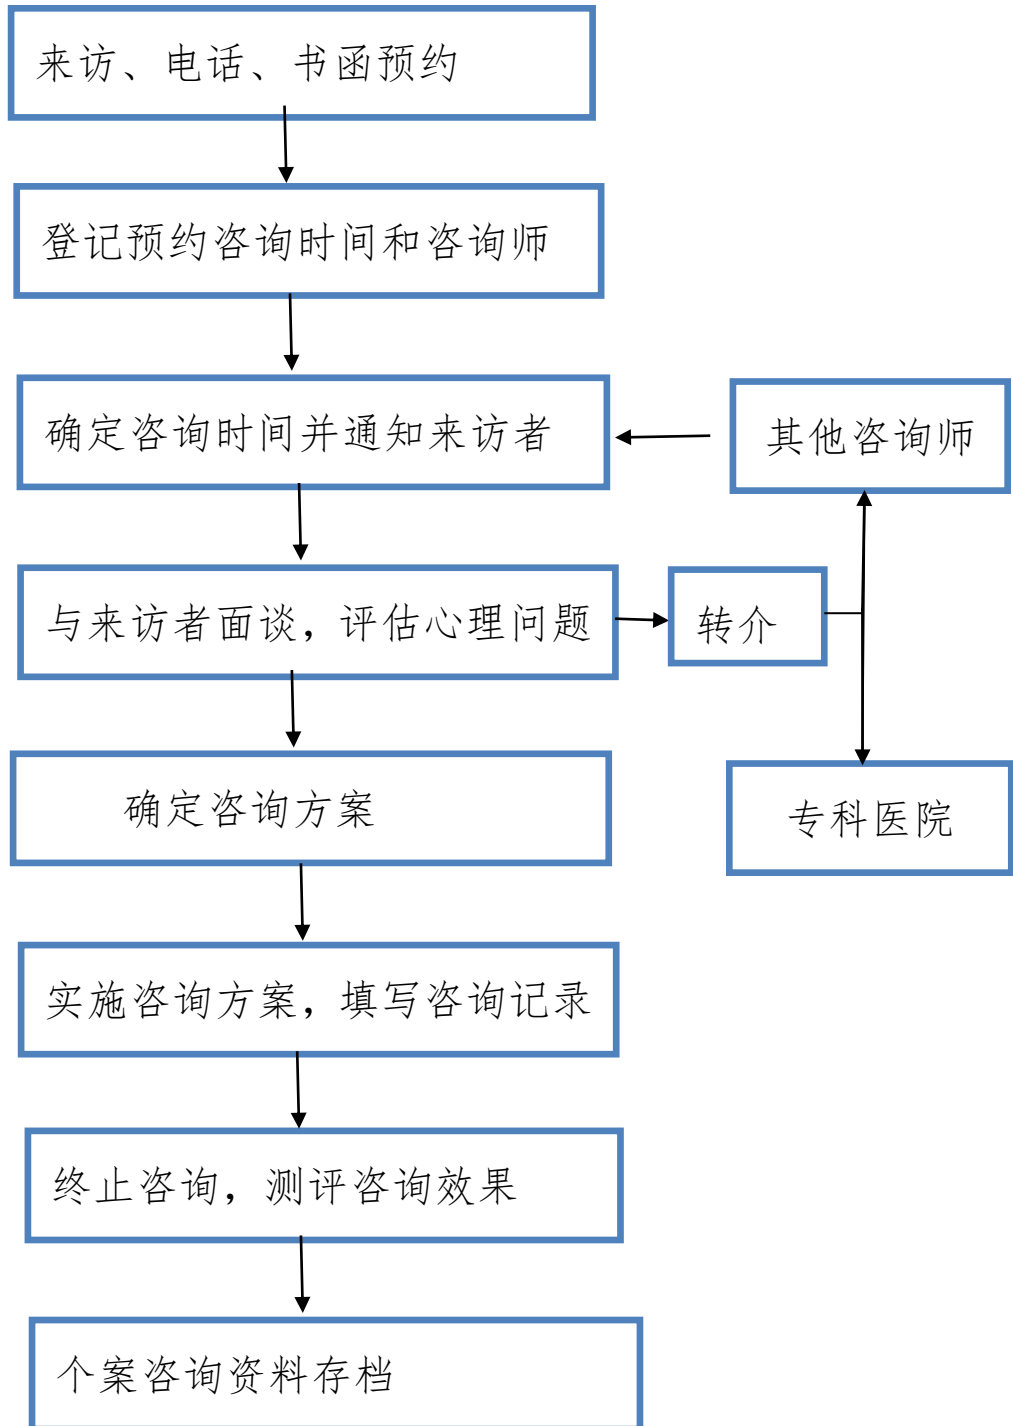 来访、电话、书函预约
登记预约咨询时间和咨询师
确定咨询时间并通知来访者
其他咨询师
与来访者面谈，评估心理问题
转介
确定咨询方案
专科医院
实施咨询方案，填写咨询记录
终止咨询，测评咨询效果
个案咨询资料存档